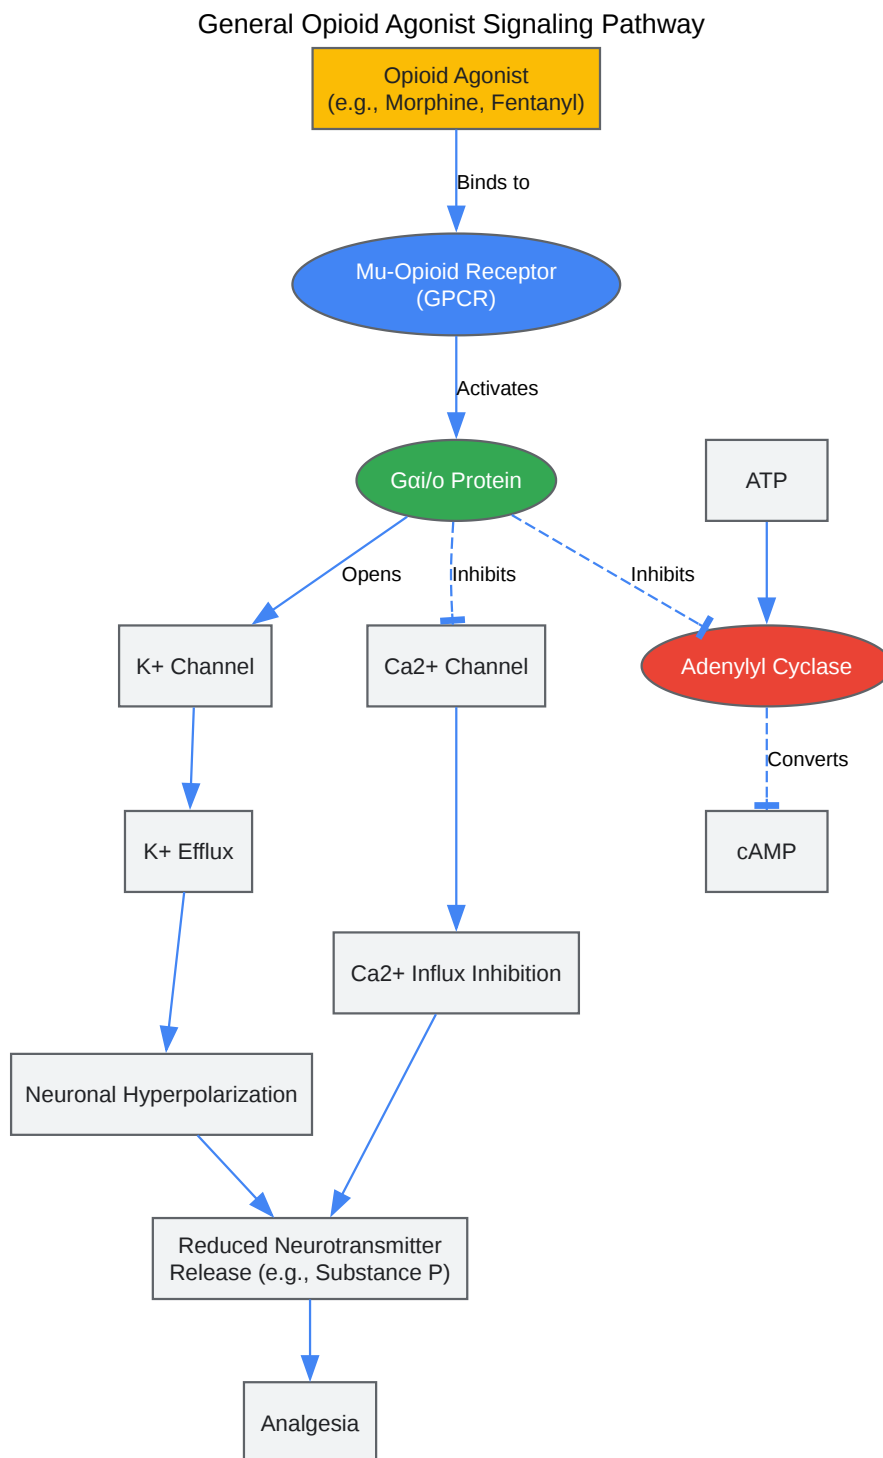 General Opioid Agonist Signaling Pathway
Opioid Agonist
(e.g., Morphine, Fentanyl)
Binds to
Mu-Opioid Receptor
(GPCR)
Activates
Gαi/o Protein
ATP
Opens
Inhibits
Inhibits
K+ Channel
Ca2+ Channel
Adenylyl Cyclase
Converts
K+ Efflux
cAMP
Ca2+ Influx Inhibition
Neuronal Hyperpolarization
Reduced Neurotransmitter
Release (e.g., Substance P)
Analgesia